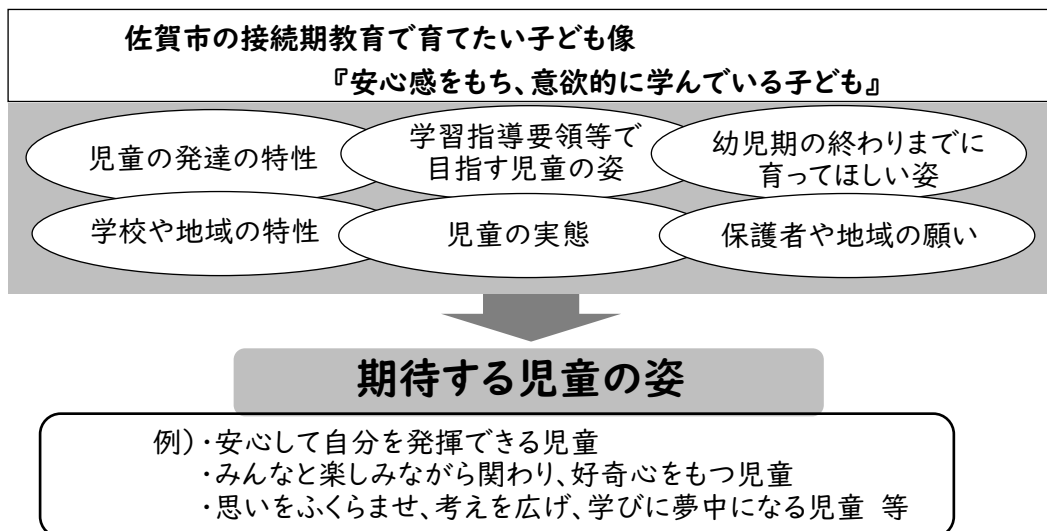 佐賀市の接続期教育で育てたい子ども像
『安心感をもち、意欲的に学んでいる子ども』
児童の発達の特性
学習指導要領等で
目指す児童の姿
幼児期の終わりまでに
育ってほしい姿
学校や地域の特性
児童の実態
保護者や地域の願い
期待する児童の姿
例）・安心して自分を発揮できる児童
・みんなと楽しみながら関わり、好奇心をもつ児童
・思いをふくらませ、考えを広げ、学びに夢中になる児童 等